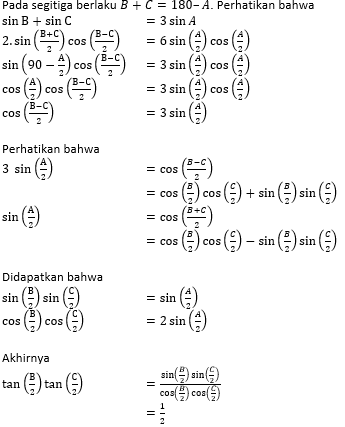 Pada segitiga berlaku B + C = 180– A. Perhatikan bahwa
sin B + sin C = 3 sin A
2. sin (B+C/2) cos (B−C/2) = 6 sin (A/2) cos (A/2)
sin (90 − A/2) cos (B−C/2) = 3 sin (A/2) cos (A/2)
cos (A/2) cos (B−C/2) = 3 sin (A/2) cos (A/2)
cos (B−C/2) = 3 sin (A/2)
Perhatikan bahwa
3 sin (A/2) = cos (B−C/2)
= cos (B/2) cos (C/2) + sin (B/2) sin (C/2)
sin (A/2) = cos (B+C/2)
= cos (B/2) cos (C/2) − sin (B/2) sin (C/2)
Didapatkan bahwa
sin (B/2) sin (C/2) = sin (A/2)
cos (B/2) cos (C/2) = 2 sin (A/2)
Akhirnya
tan (B/2) tan (C/2) = sin(B/2) sin(C/2) / cos(B/2) cos(C/2)
= 1/2